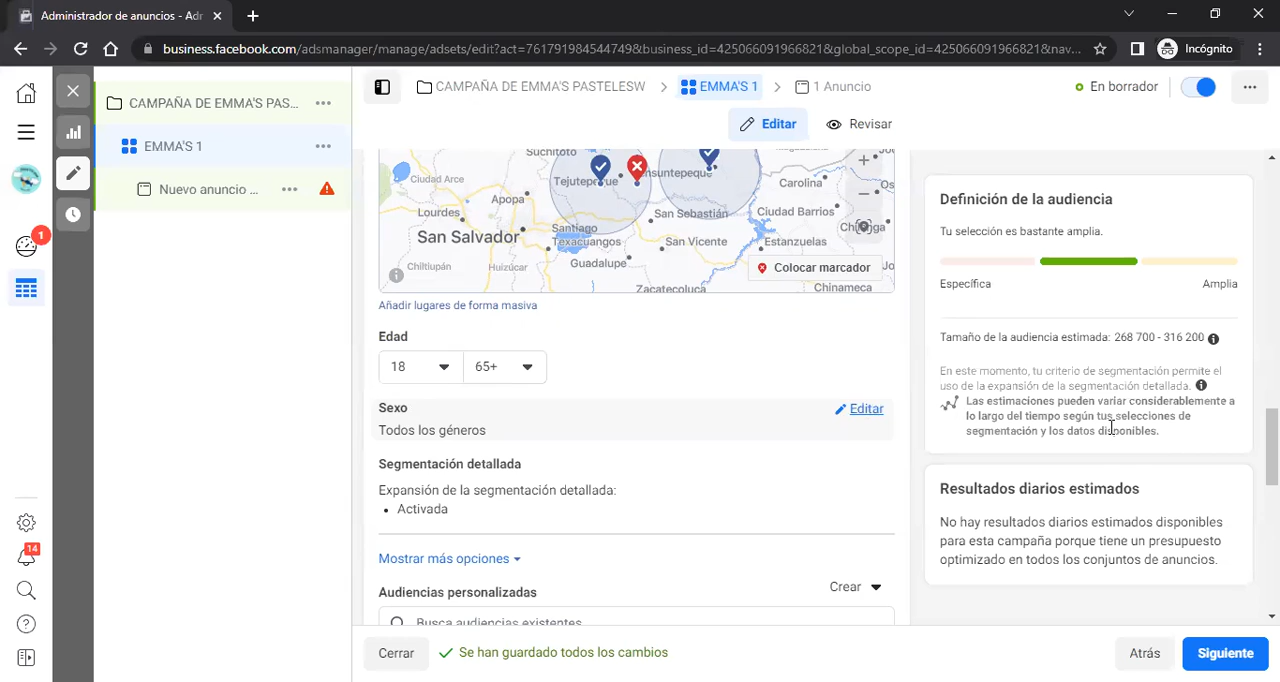 Administrador de anuncios - Adr
business.facebook.com/adsmanager/manage/adsets/edit?act=761791984544749&business_id=425066091966821&global_scope_id=425066091966821&nav...
Incógnito
CAMPAÑA DE EMMA'S PAS...
EMMA'S 1
Nuevo anuncio ...
1
14
CAMPAÑA DE EMMA'S PASTELESW
EMMA'S 1
1 Anuncio
En borrador
Editar
Revisar
Suchitoto
Ciudad Arce
Tejutepeque
Apopa
Lourdes
San Salvador
Santiago
Texacuangos
Guadalupe
Chiltiupán
Huizúcar
San Sebastián
San Vicente
Zacatecoluca
Carolina
Ciudad Barrios
Estanzuelas
Chinameca
Colocar marcador
Añadir lugares de forma masiva
Edad
18
65+
Sexo
Editar
Todos los géneros
Segmentación detallada
Expansión de la segmentación detallada:
Activada
Mostrar más opciones
Audiencias personalizadas
Crear
Busca audiencias existentes
Definición de la audiencia
Tu selección es bastante amplia.
Específica
Amplia
Tamaño de la audiencia estimada: 268 700 - 316 200
En este momento, tu criterio de segmentación permite el
uso de la expansión de la segmentación detallada.
Las estimaciones pueden variar considerablemente a
lo largo del tiempo según tus selecciones de
segmentación y los datos disponibles.
Resultados diarios estimados
No hay resultados diarios estimados disponibles
para esta campaña porque tiene un presupuesto
optimizado en todos los conjuntos de anuncios.
Cerrar
Se han guardado todos los cambios
Atrás
Siguiente